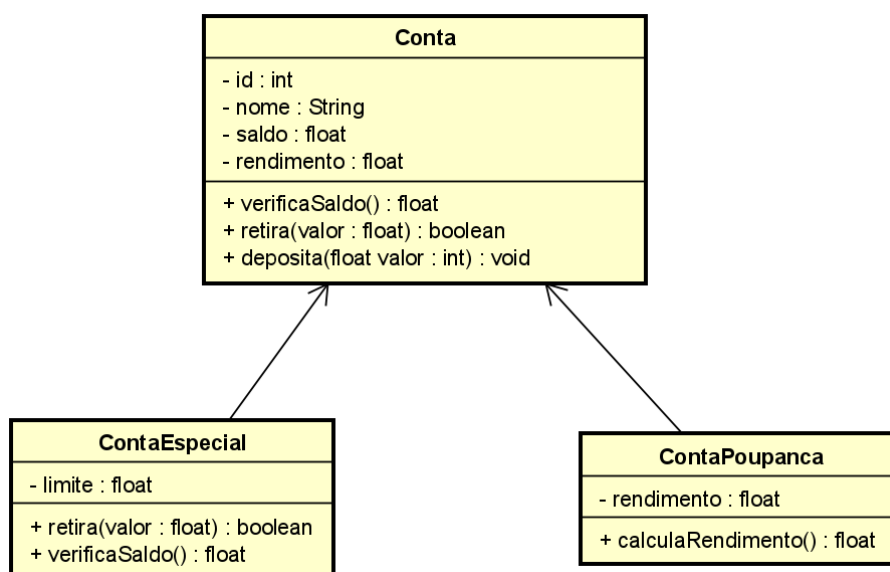 Conta
- id : int
- nome : String
- saldo : float
- rendimento : float
+ verificaSaldo() : float
+ retira(valor : float) : boolean
+ deposita(float valor : int) : void
ContaEspecial
- limite : float
+ retira(valor : float) : boolean
+ verificaSaldo() : float
ContaPoupanca
- rendimento : float
+ calculaRendimento() : float